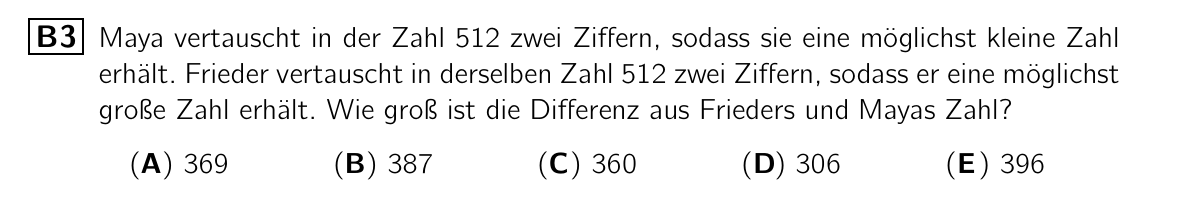 B3 Maya vertauscht in der Zahl 512 zwei Ziffern, sodass sie eine möglichst kleine Zahl
erhält. Frieder vertauscht in derselben Zahl 512 zwei Ziffern, sodass er eine möglichst
große Zahl erhält. Wie groß ist die Differenz aus Frieders und Mayas Zahl?
(A) 369 (B) 387 (C) 360 (D) 306 (E) 396